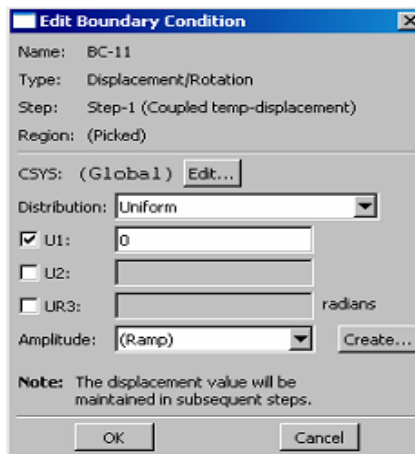 Edit Boundary Condition
Name: BC-11
Type: Displacement/Rotation
Step: Step-1 (Coupled temp-displacement)
Region: (Picked)
CSYS: (Global) Edit...
Distribution: Uniform
U1: 0
U2:
UR3: radians
Amplitude: (Ramp) Create...
Note: The displacement value will be
maintained in subsequent steps.
OK Cancel